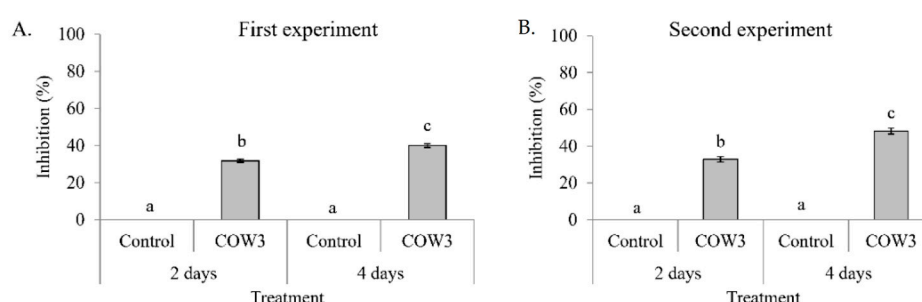 A.
First experiment
Inhibition (%)
100
80
60
40
20
0
a
b
a
c
Control
COW3
Control
COW3
2 days
4 days
Treatment
B.
Second experiment
Inhibition (%)
100
80
60
40
20
0
a
b
a
c
Control
COW3
Control
COW3
2 days
4 days
Treatment